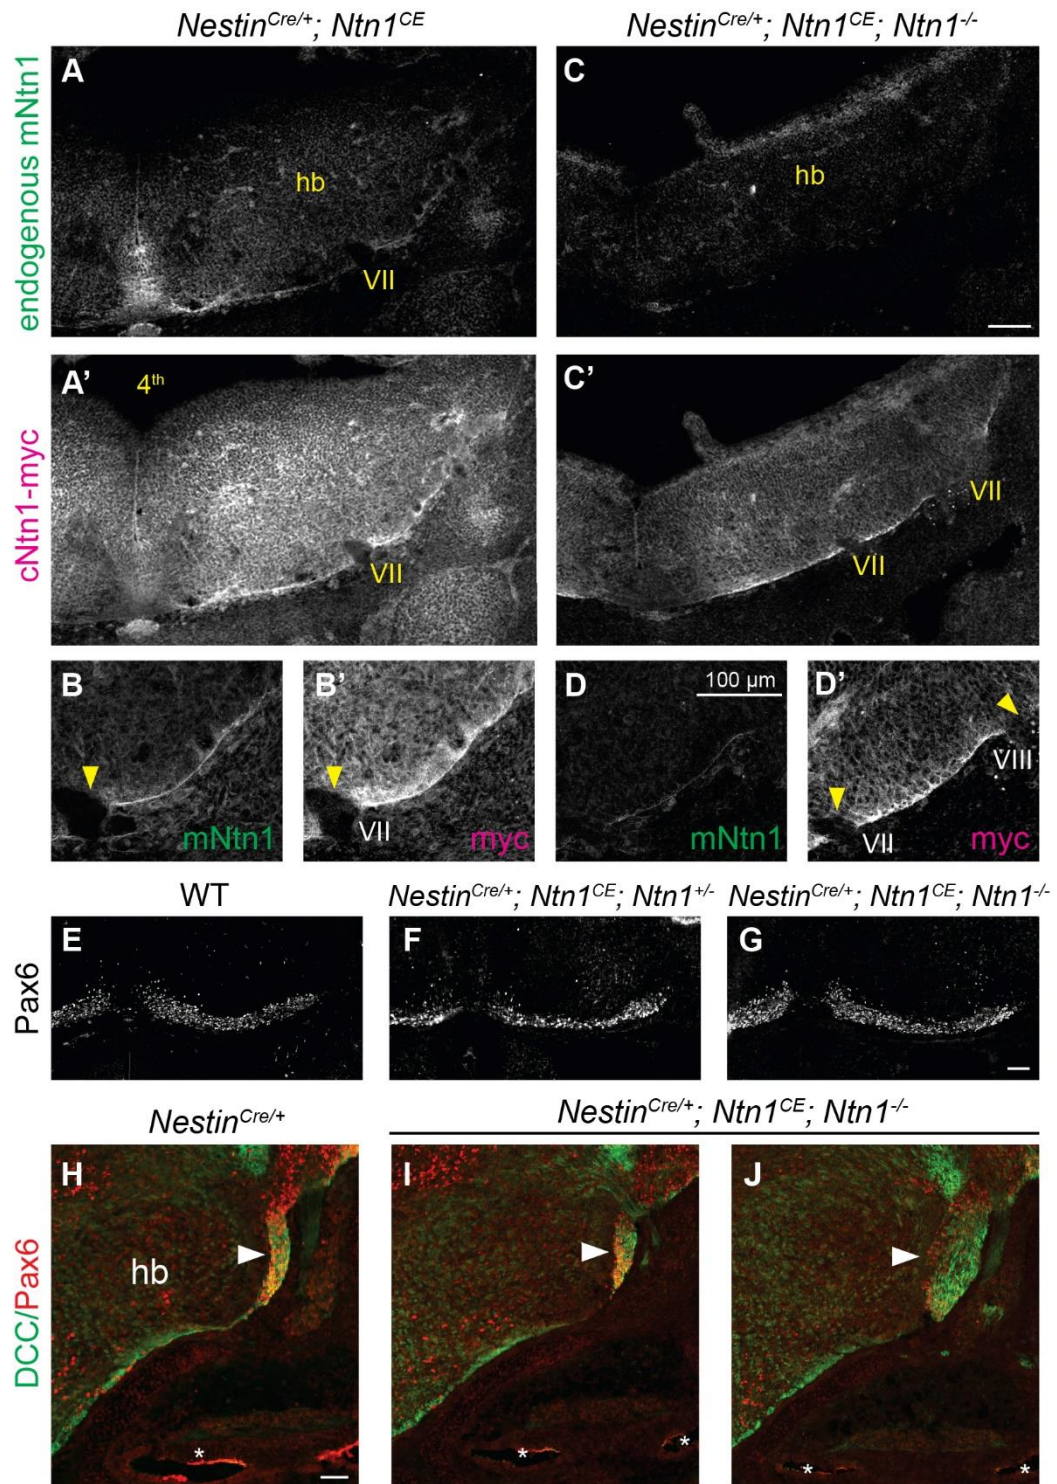 Nestin^Cre/+; Ntn1^CE
Nestin^Cre/+; Ntn1^CE; Ntn1^-/-
endogenous mNtn1
A
hb
VII
C
hb
cNtn1-myc
A’
4th
VII
C’
VII
VII
B
mNtn1
B’
VII
myc
D
100 µm
mNtn1
D’
VIII
VII
myc
WT
Nestin^Cre/+; Ntn1^CE; Ntn1^+/-
Nestin^Cre/+; Ntn1^CE; Ntn1^-/-
Pax6
E
F
G
Nestin^Cre/+
Nestin^Cre/+; Ntn1^CE; Ntn1^-/-
DCC/Pax6
H
hb
*
I
*
*
J
*
*